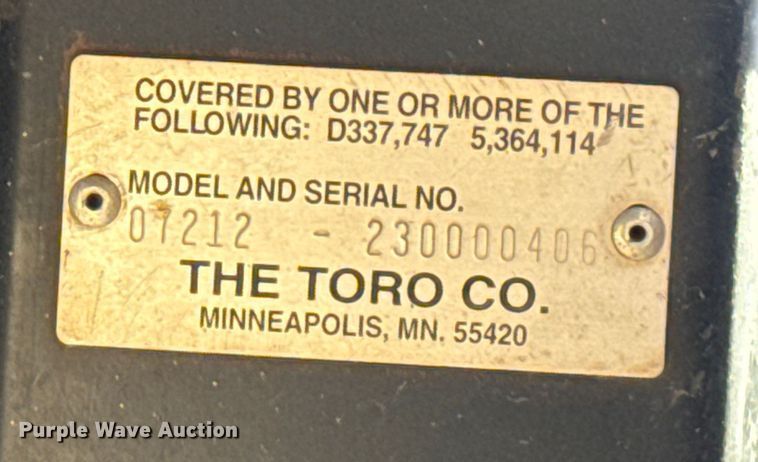 COVERED BY ONE OR MORE OF THE
FOLLOWING: D337,747 5,364,114
MODEL AND SERIAL NO.
07212 - 230000406
THE TORO CO.
MINNEAPOLIS, MN. 55420
Purple Wave Auction